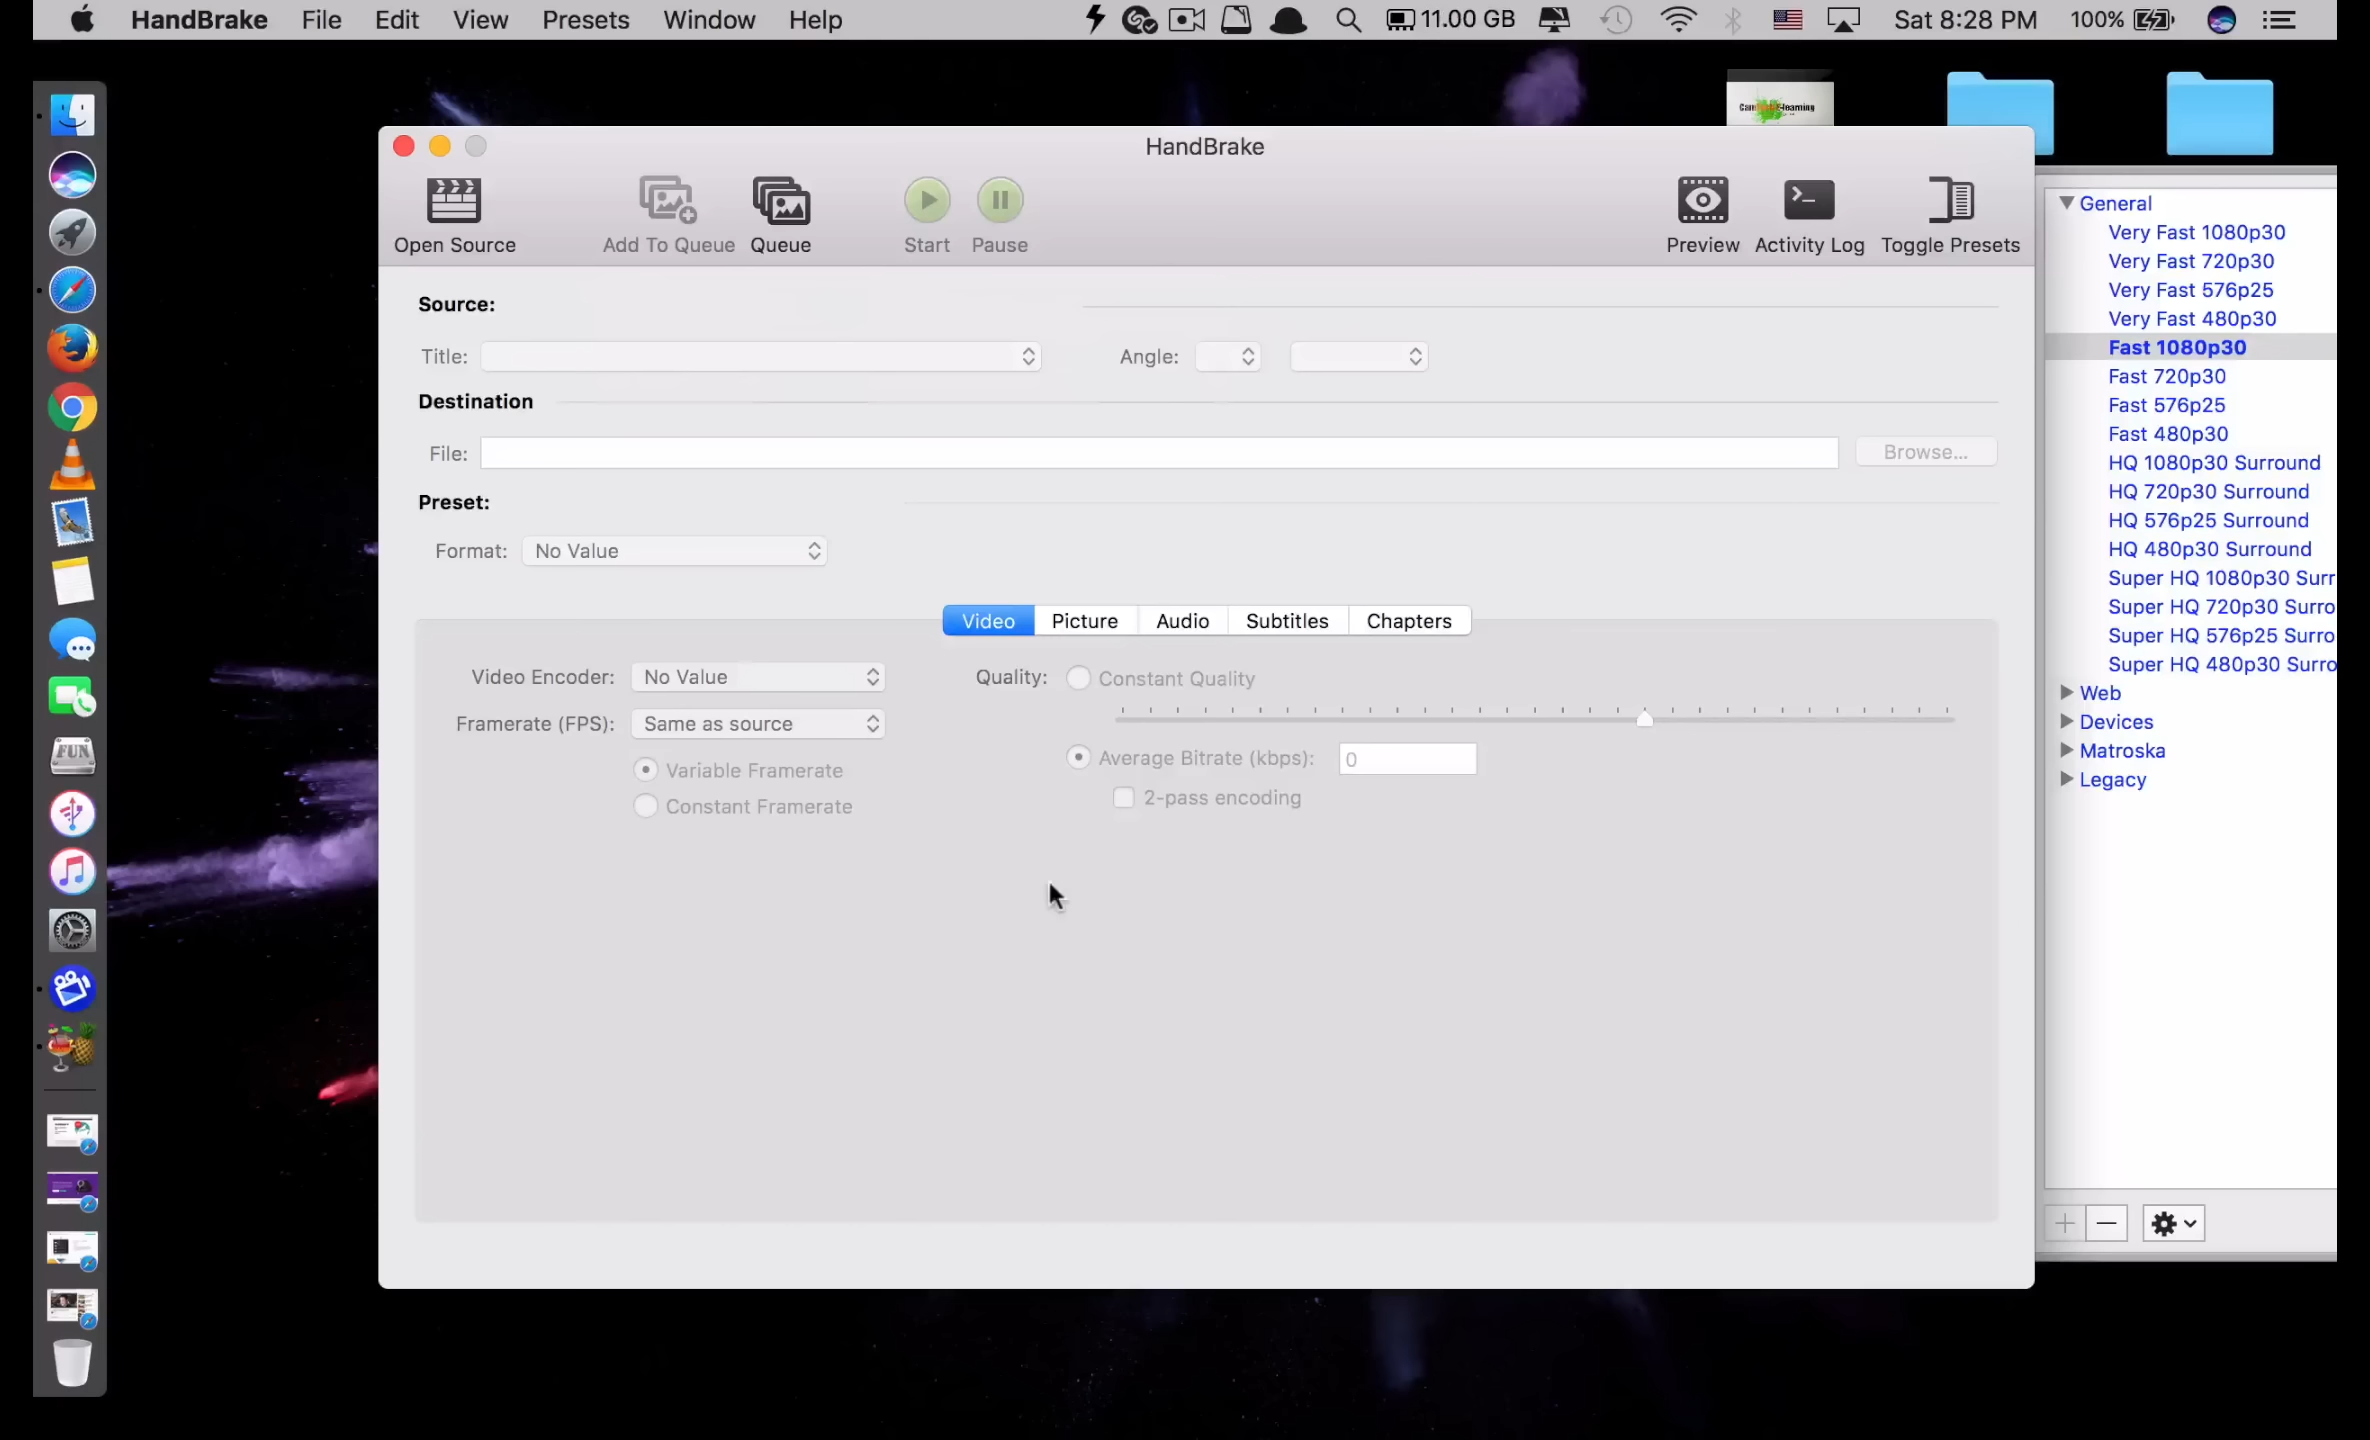 HandBrake File Edit View Presets Window Help 11.00 GB Sat 8:28 PM 100%
HandBrake
Open Source Add To Queue Queue Start Pause Preview Activity Log Toggle Presets
Source:
Title: Angle:
Destination
File: Browse...
Preset:
Format: No Value
Video Picture Audio Subtitles Chapters
Video Encoder: No Value Quality: Constant Quality
Framerate (FPS): Same as source
Variable Framerate Average Bitrate (kbps): 0
Constant Framerate 2-pass encoding
General
Very Fast 1080p30
Very Fast 720p30
Very Fast 576p25
Very Fast 480p30
Fast 1080p30
Fast 720p30
Fast 576p25
Fast 480p30
HQ 1080p30 Surround
HQ 720p30 Surround
HQ 576p25 Surround
HQ 480p30 Surround
Super HQ 1080p30 Surr
Super HQ 720p30 Surro
Super HQ 576p25 Surro
Super HQ 480p30 Surro
Web
Devices
Matroska
Legacy
FUN